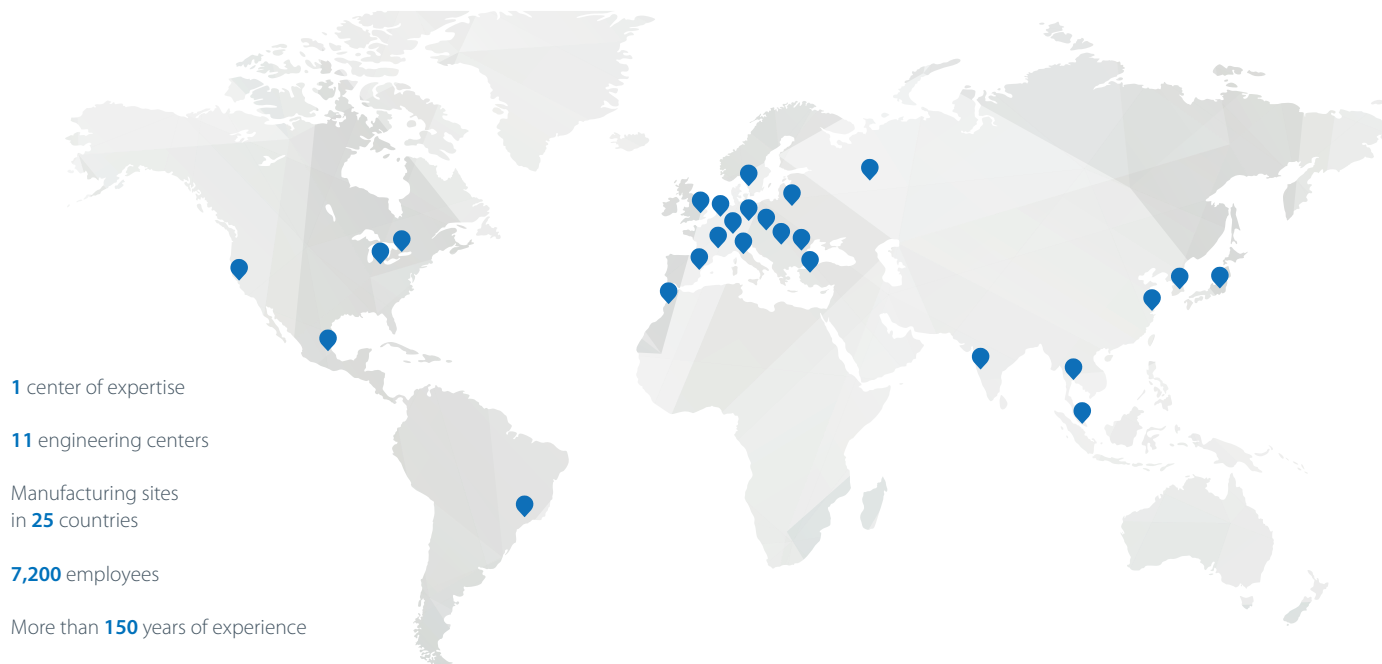 1 center of expertise
11 engineering centers
Manufacturing sites
in 25 countries
7,200 employees
More than 150 years of experience